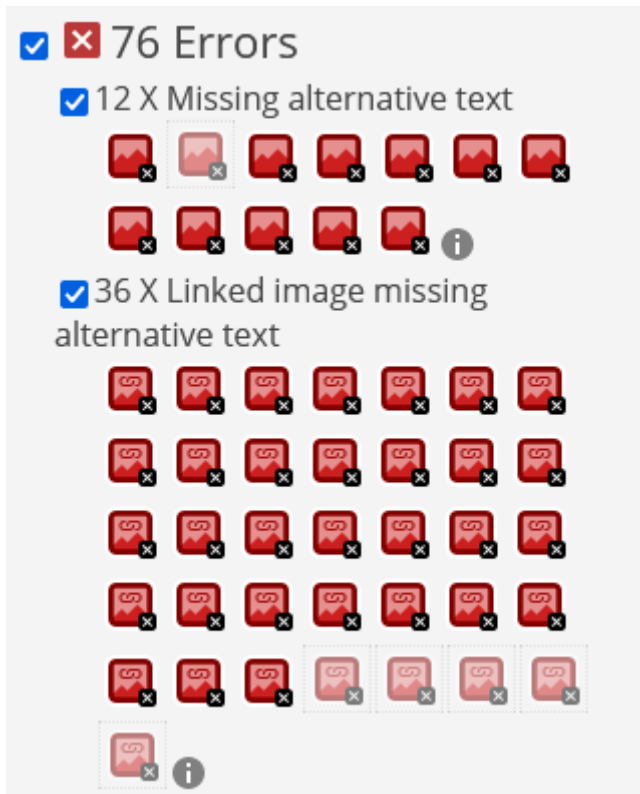 76 Errors
12 X Missing alternative text
36 X Linked image missing
alternative text